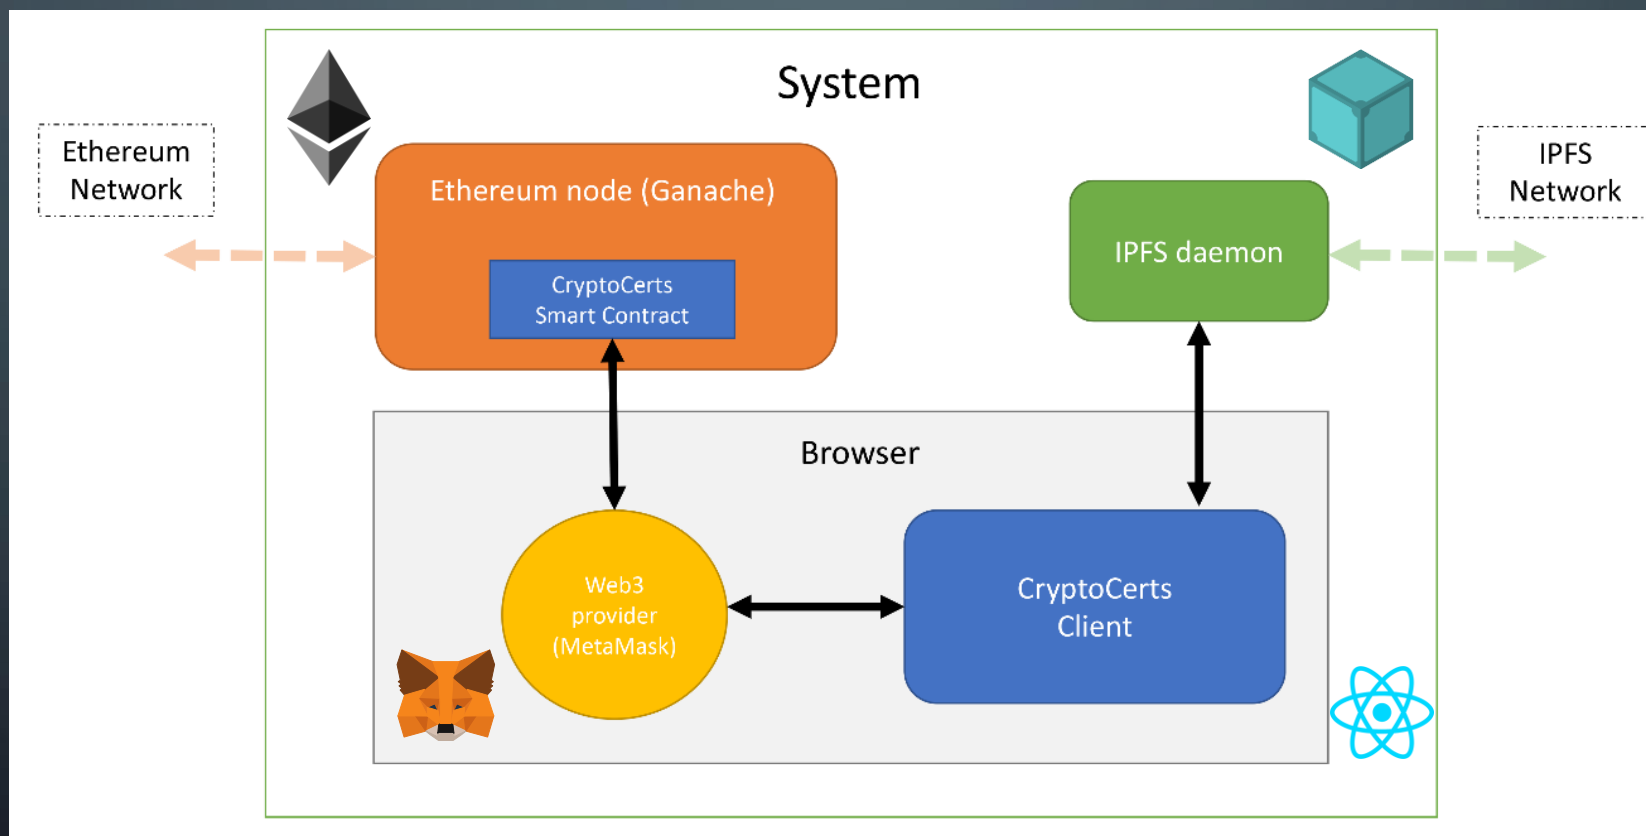 System
Ethereum
Network
Ethereum node (Ganache)
CryptoCerts
Smart Contract
IPFS daemon
IPFS
Network
Browser
Web3
provider
(MetaMask)
CryptoCerts
Client